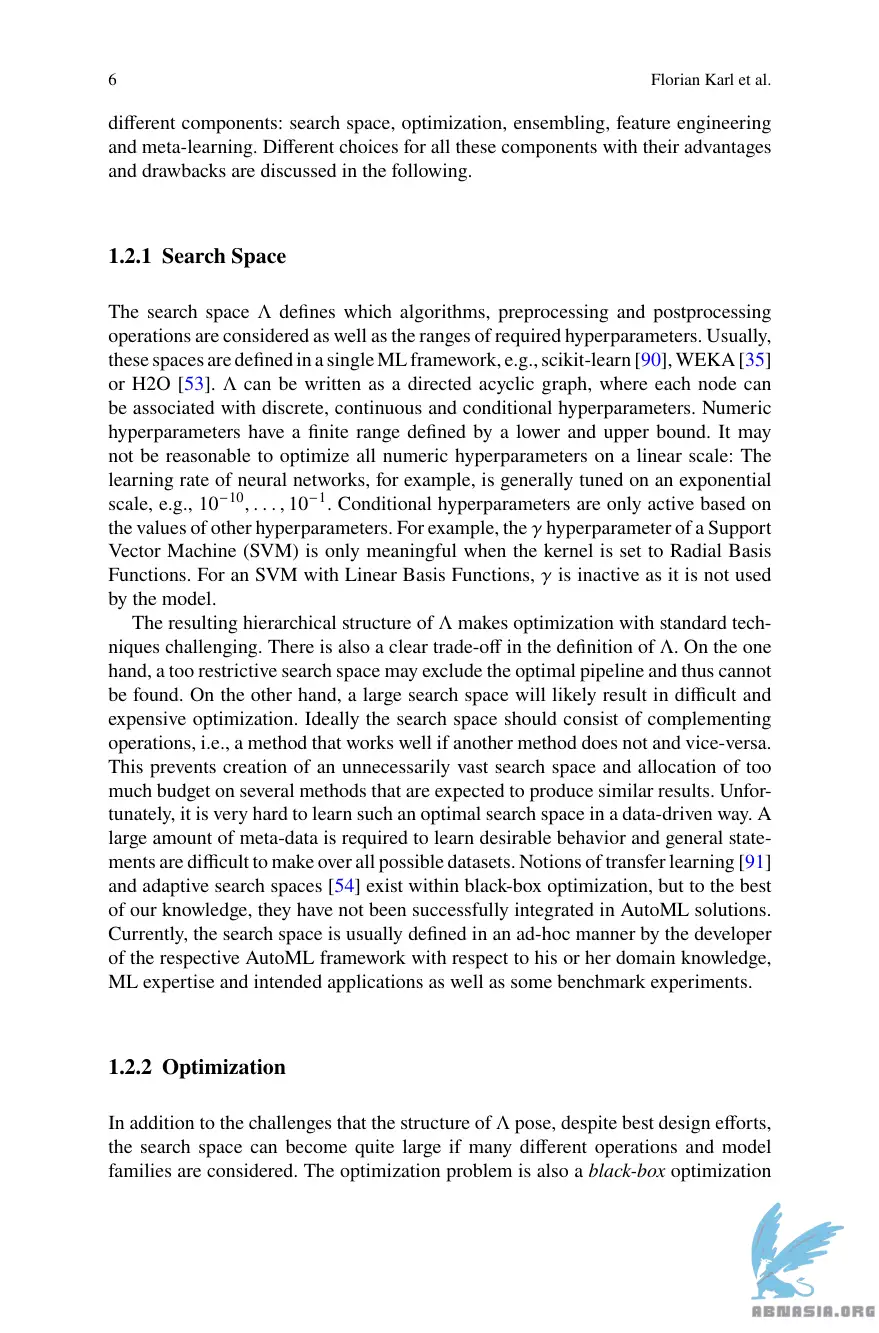 6 Florian Karl et al.
different components: search space, optimization, ensembling, feature engineering
and meta-learning. Different choices for all these components with their advantages
and drawbacks are discussed in the following.
1.2.1 Search Space
The search space Λ defines which algorithms, preprocessing and postprocessing
operations are considered as well as the ranges of required hyperparameters. Usually,
these spaces are defined in a single ML framework, e.g., scikit-learn [90], WEKA [35]
or H2O [53]. Λ can be written as a directed acyclic graph, where each node can
be associated with discrete, continuous and conditional hyperparameters. Numeric
hyperparameters have a finite range defined by a lower and upper bound. It may
not be reasonable to optimize all numeric hyperparameters on a linear scale: The
learning rate of neural networks, for example, is generally tuned on an exponential
scale, e.g., 10⁻¹⁰, . . . , 10⁻¹. Conditional hyperparameters are only active based on
the values of other hyperparameters. For example, the γ hyperparameter of a Support
Vector Machine (SVM) is only meaningful when the kernel is set to Radial Basis
Functions. For an SVM with Linear Basis Functions, γ is inactive as it is not used
by the model.
The resulting hierarchical structure of Λ makes optimization with standard tech-
niques challenging. There is also a clear trade-off in the definition of Λ. On the one
hand, a too restrictive search space may exclude the optimal pipeline and thus cannot
be found. On the other hand, a large search space will likely result in difficult and
expensive optimization. Ideally the search space should consist of complementing
operations, i.e., a method that works well if another method does not and vice-versa.
This prevents creation of an unnecessarily vast search space and allocation of too
much budget on several methods that are expected to produce similar results. Unfor-
tunately, it is very hard to learn such an optimal search space in a data-driven way. A
large amount of meta-data is required to learn desirable behavior and general state-
ments are difficult to make over all possible datasets. Notions of transfer learning [91]
and adaptive search spaces [54] exist within black-box optimization, but to the best
of our knowledge, they have not been successfully integrated in AutoML solutions.
Currently, the search space is usually defined in an ad-hoc manner by the developer
of the respective AutoML framework with respect to his or her domain knowledge,
ML expertise and intended applications as well as some benchmark experiments.
1.2.2 Optimization
In addition to the challenges that the structure of Λ pose, despite best design efforts,
the search space can become quite large if many different operations and model
families are considered. The optimization problem is also a black-box optimization
ABNASIA.ORG